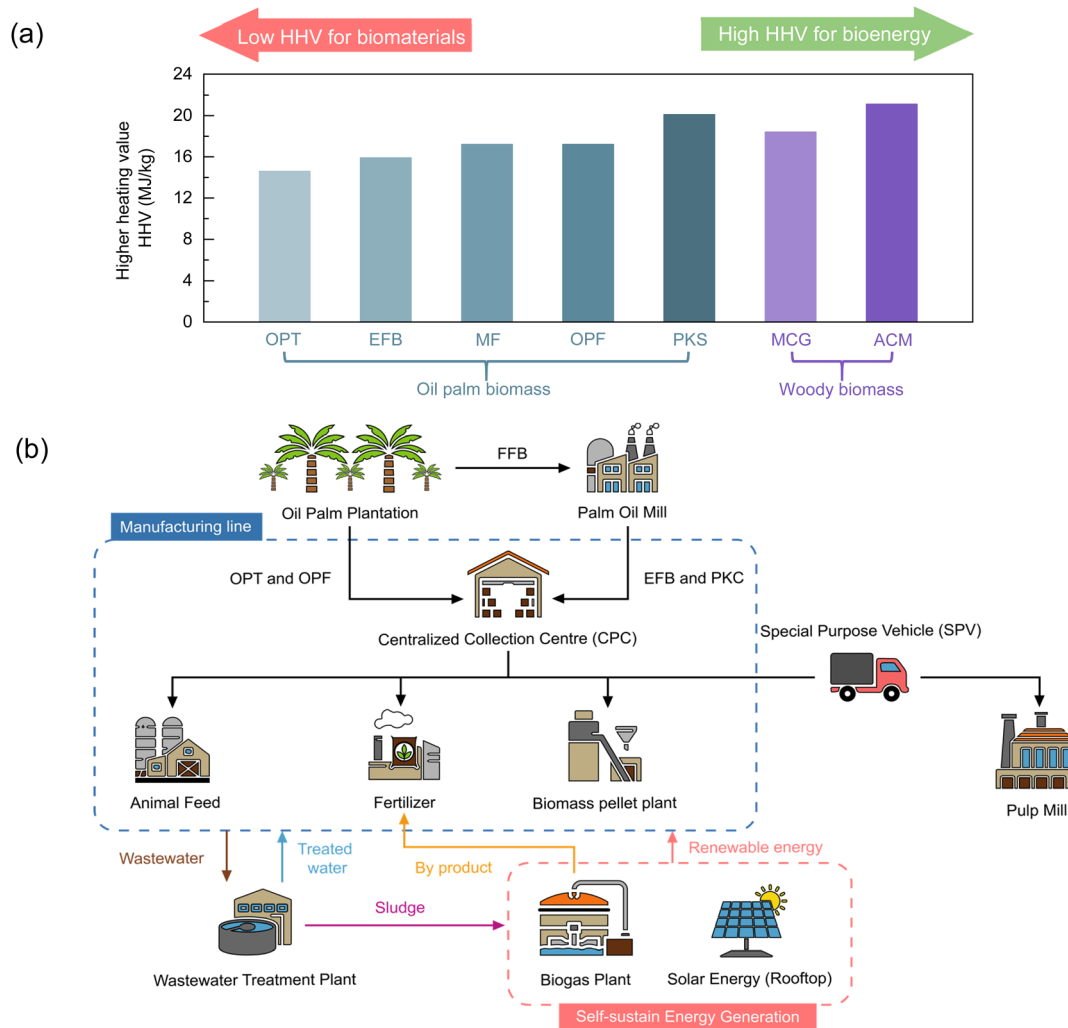 (a)
Low HHV for biomaterials
High HHV for bioenergy
Higher heating value
HHV (MJ/kg)
24
20
16
12
8
4
0
OPT
EFB
MF
OPF
PKS
MCG
ACM
Oil palm biomass
Woody biomass
(b)
FFB
Oil Palm Plantation
Palm Oil Mill
Manufacturing line
OPT and OPF
EFB and PKC
Centralized Collection Centre (CPC)
Special Purpose Vehicle (SPV)
Animal Feed
Fertilizer
Biomass pellet plant
Pulp Mill
Wastewater
Treated
water
By product
Renewable energy
Sludge
Wastewater Treatment Plant
Biogas Plant
Solar Energy (Rooftop)
Self-sustain Energy Generation